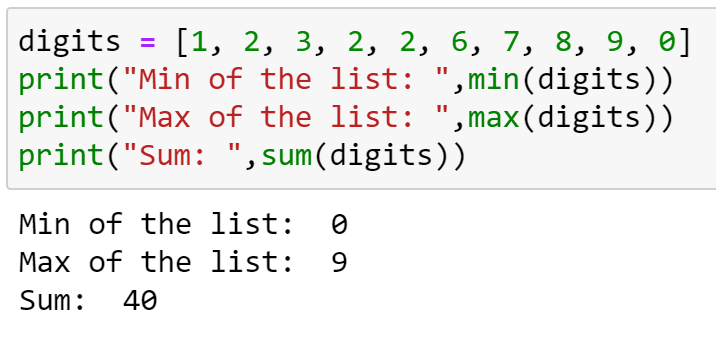 digits = [1, 2, 3, 2, 2, 6, 7, 8, 9, 0]
print("Min of the list: ",min(digits))
print("Max of the list: ",max(digits))
print("Sum: ",sum(digits))
Min of the list:  0
Max of the list:  9
Sum:  40